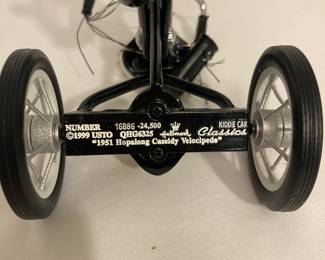 NUMBER 16886 -24,500 KIDDIE CAR
©1999 USTO QHG6325 Hallmark Classics
"1951 Hopalong Cassidy Velocipede"